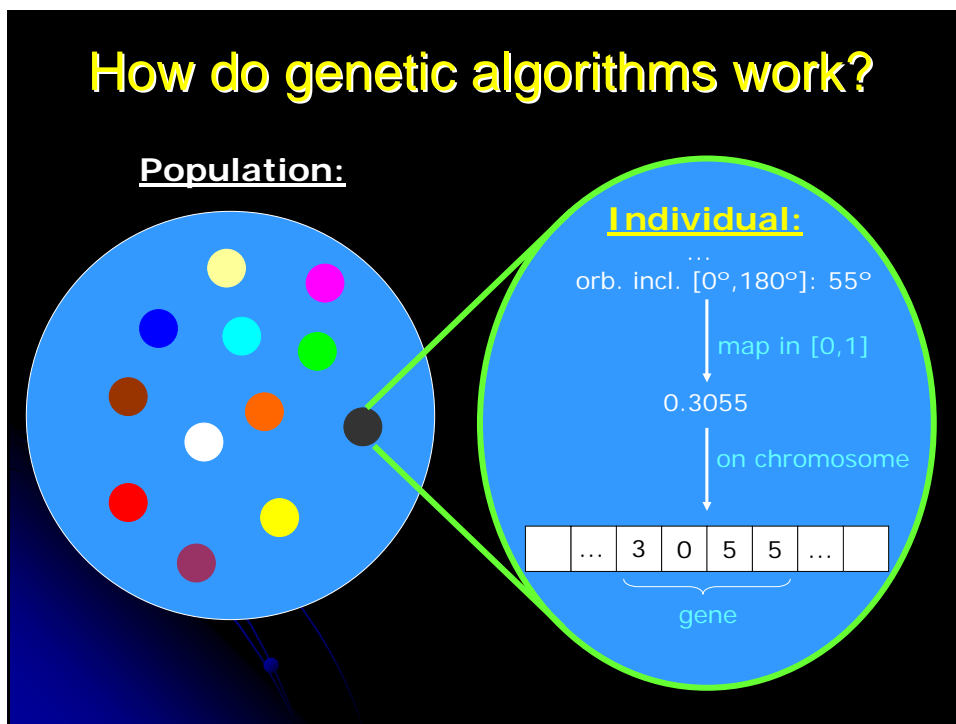 How do genetic algorithms work?
Population:
Individual:
...
orb. incl. [0°,180°]: 55°
map in [0,1]
0.3055
on chromosome
... 3 0 5 5 ...
gene